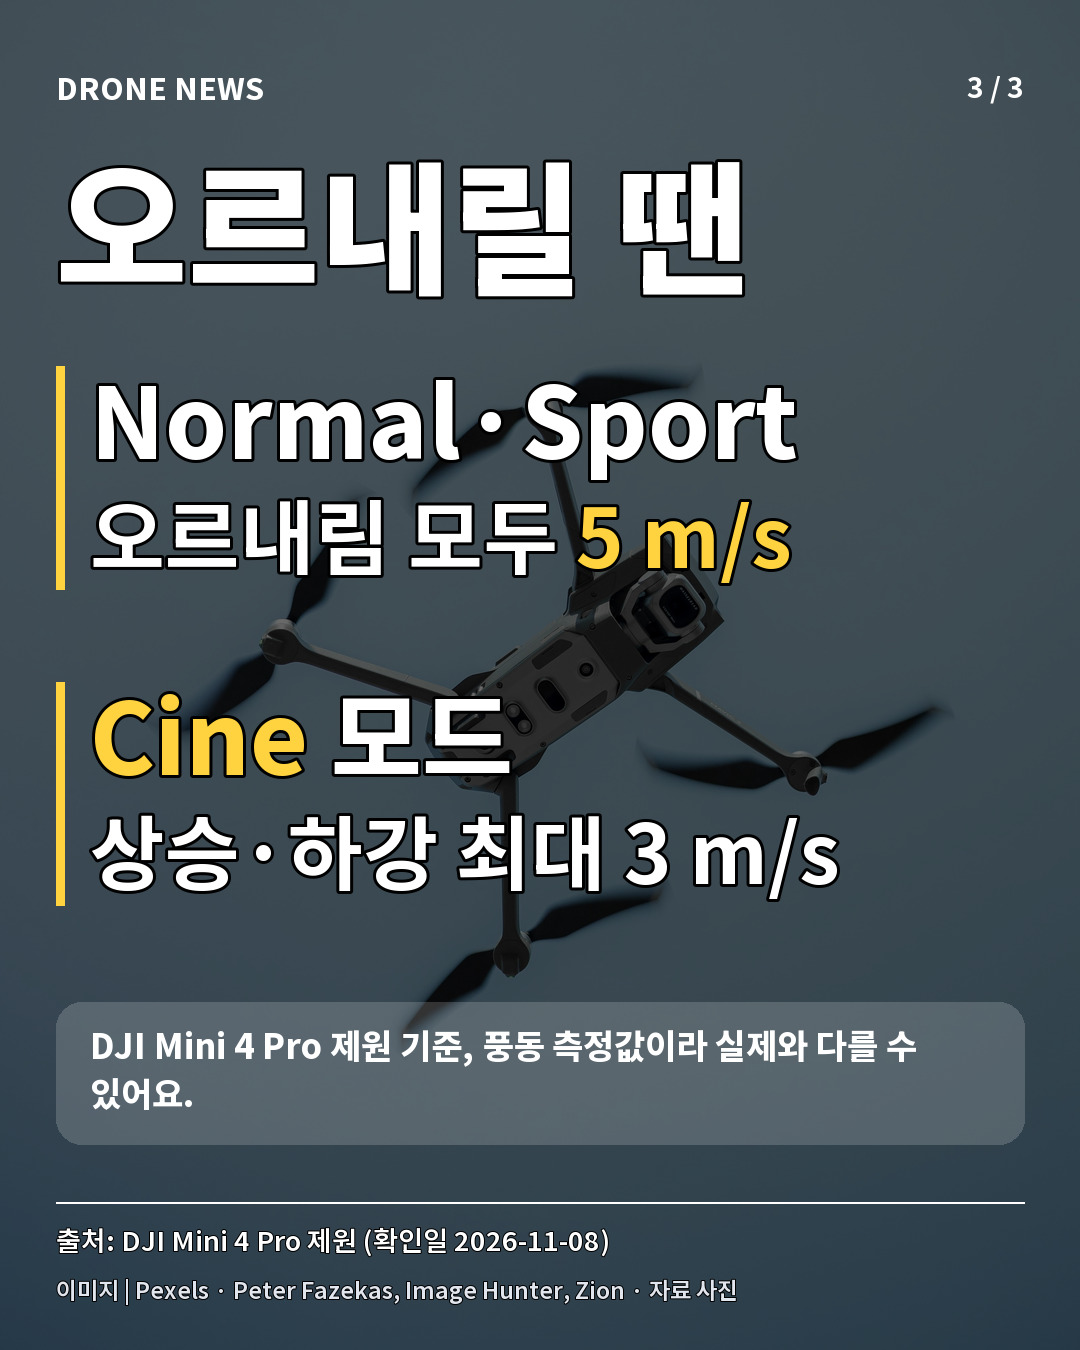 DRONE NEWS
3 / 3
오르내릴 땐
Normal·Sport
오르내림 모두 5 m/s
Cine 모드
상승·하강 최대 3 m/s
DJI Mini 4 Pro 제원 기준, 풍동 측정값이라 실제와 다를 수
있어요.
출처: DJI Mini 4 Pro 제원 (확인일 2026-11-08)
이미지 | Pexels · Peter Fazekas, Image Hunter, Zion · 자료 사진